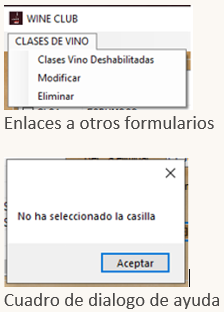 WINE CLUB
CLASES DE VINO
Clases Vino Deshabilitadas
Modificar
Eliminar
Enlaces a otros formularios
No ha seleccionado la casilla
Aceptar
Cuadro de dialogo de ayuda